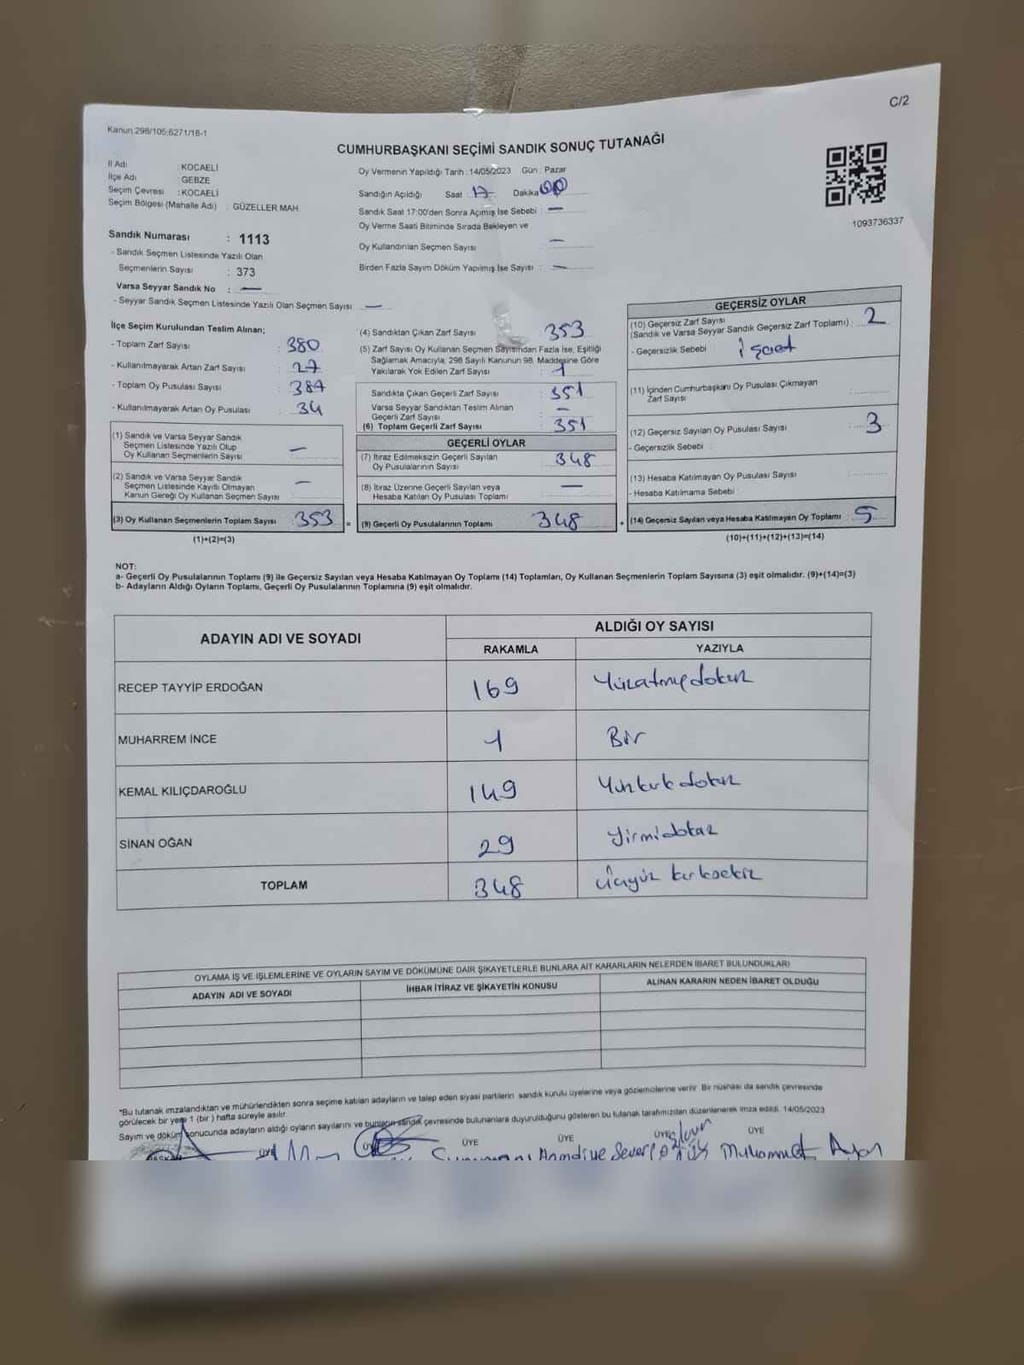 C/2
Kanun:298/105;6271/18-1
CUMHURBAŞKANI SEÇİMİ SANDIK SONUÇ TUTANAĞI
İl Adı : KOCAELİ
İlçe Adı : GEBZE
Seçim Çevresi : KOCAELİ
Seçim Bölgesi (Mahalle Adı) : GÜZELLER MAH.
Sandık Numarası : 1113
- Sandık Seçmen Listesinde Yazılı Olan
Seçmenlerin Sayısı : 373
Varsa Seyyar Sandık No : —
- Seyyar Sandık Seçmen Listesinde Yazılı Olan Seçmen Sayısı —
Oy Vermenin Yapıldığı Tarih : 14/05/2023 Gün : Pazar
Sandığın Açıldığı Saat 17 Dakika 00
Sandık Saat 17:00'den Sonra Açımış İse Sebebi : —
Oy Verme Saati Bitiminde Sırada Bekleyen ve
Oy Kullandırılan Seçmen Sayısı —
Birden Fazla Sayım Döküm Yapılmış İse Sayısı : —
1093736337
İlçe Seçim Kurulundan Teslim Alınan;
- Toplam Zarf Sayısı : 380
- Kullanılmayarak Artan Zarf Sayısı : 27
- Toplam Oy Pusulası Sayısı : 387
- Kullanılmayarak Artan Oy Pusulası : 34
(1) Sandık ve Varsa Seyyar Sandık
Seçmen Listesinde Yazılı Olup
Oy Kullanan Seçmenlerin Sayısı —
(2) Sandık ve Varsa Seyyar Sandık
Seçmen Listesinde Kayıtlı Olmayan
Kanun Gereği Oy Kullanan Seçmen Sayısı —
(3) Oy Kullanan Seçmenlerin Toplam Sayısı 353 =
(1)+(2)=(3)
(4) Sandıktan Çıkan Zarf Sayısı 353
(5) Zarf Sayısı Oy Kullanan Seçmen Sayısından Fazla İse, Eşitliği
Sağlamak Amacıyla, 298 Sayılı Kanunun 98. Maddesine Göre
Yakılarak Yok Edilen Zarf Sayısı
Sandıkta Çıkan Geçerli Zarf Sayısı 351
Varsa Seyyar Sandıktan Teslim Alınan
Geçerli Zarf Sayısı —
(6) Toplam Geçerli Zarf Sayısı 351
GEÇERLİ OYLAR
(7) İtiraz Edilmeksizin Geçerli Sayılan
Oy Pusulalarının Sayısı 348
(8) İtiraz Üzerine Geçerli Sayılan veya
Hesaba Katılan Oy Pusulası Toplamı —
(9) Geçerli Oy Pusulalarının Toplamı 348 +
GEÇERSİZ OYLAR
(10) Geçersiz Zarf Sayısı
(Sandık ve Varsa Seyyar Sandık Geçersiz Zarf Toplamı) : 2
- Geçersizlik Sebebi işaret
(11) İçinden Cumhurbaşkanı Oy Pusulası Çıkmayan
Zarf Sayısı
(12) Geçersiz Sayılan Oy Pusulası Sayısı 3
- Geçersizlik Sebebi :
(13) Hesaba Katılmayan Oy Pusulası Sayısı
- Hesaba Katılmama Sebebi :
(14) Geçersiz Sayılan veya Hesaba Katılmayan Oy Toplamı 5
(10)+(11)+(12)+(13)=(14)
NOT:
a- Geçerli Oy Pusulalarının Toplamı (9) ile Geçersiz Sayılan veya Hesaba Katılmayan Oy Toplamı (14) Toplamları, Oy Kullanan Seçmenlerin Toplam Sayısına (3) eşit olmalıdır. (9)+(14)=(3)
b- Adayların Aldığı Oyların Toplamı, Geçerli Oy Pusulalarının Toplamına (9) eşit olmalıdır.
ADAYIN ADI VE SOYADI
ALDIĞI OY SAYISI
RAKAMLA YAZIYLA
RECEP TAYYİP ERDOĞAN 169 Yüzatmışdokuz
MUHARREM İNCE 1 Bir
KEMAL KILIÇDAROĞLU 149 Yüzkırkdokuz
SİNAN OĞAN 29 Yirmidokuz
TOPLAM 348 üçyüz kırksekiz
OYLAMA İŞ VE İŞLEMLERİNE VE OYLARIN SAYIM VE DÖKÜMÜNE DAİR ŞİKAYETLERLE BUNLARA AİT KARARLARIN NELERDEN İBARET BULUNDUKLARI
ADAYIN ADI VE SOYADI
İHBAR İTİRAZ VE ŞİKAYETİN KONUSU
ALINAN KARARIN NEDEN İBARET OLDUĞU
*Bu tutanak imzalandıktan ve mühürlendikten sonra seçime katılan adayların ve talep eden siyasi partilerin sandık kurulu üyelerine veya gözlemcilerine verilir. Bir nüshası da sandık çevresinde
görülecek bir yere 1 (bir) hafta süreyle asılır.
Sayım ve döküm sonucunda adayların aldığı oyların sayılarını ve bunların sandık çevresinde bulunanlara duyurulduğunu gösteren bu tutanak tarafımızdan düzenlenerek imza edildi. 14/05/2023
ÜYE ÜYE ÜYE ÜYE
Hamdiye Sever Muhammet